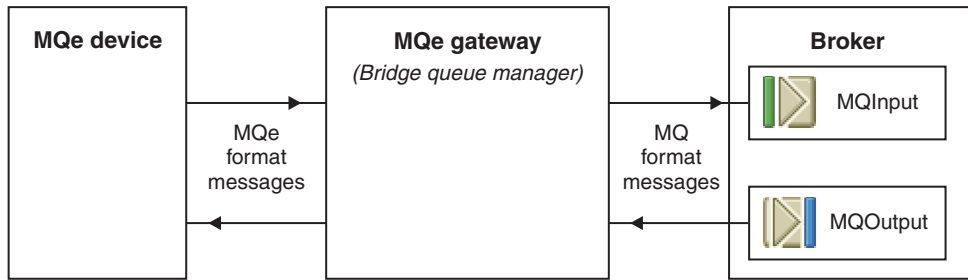 MQe device
MQe gateway
(Bridge queue manager)
Broker
MQInput
MQe
format
messages
MQ
format
messages
MQOutput